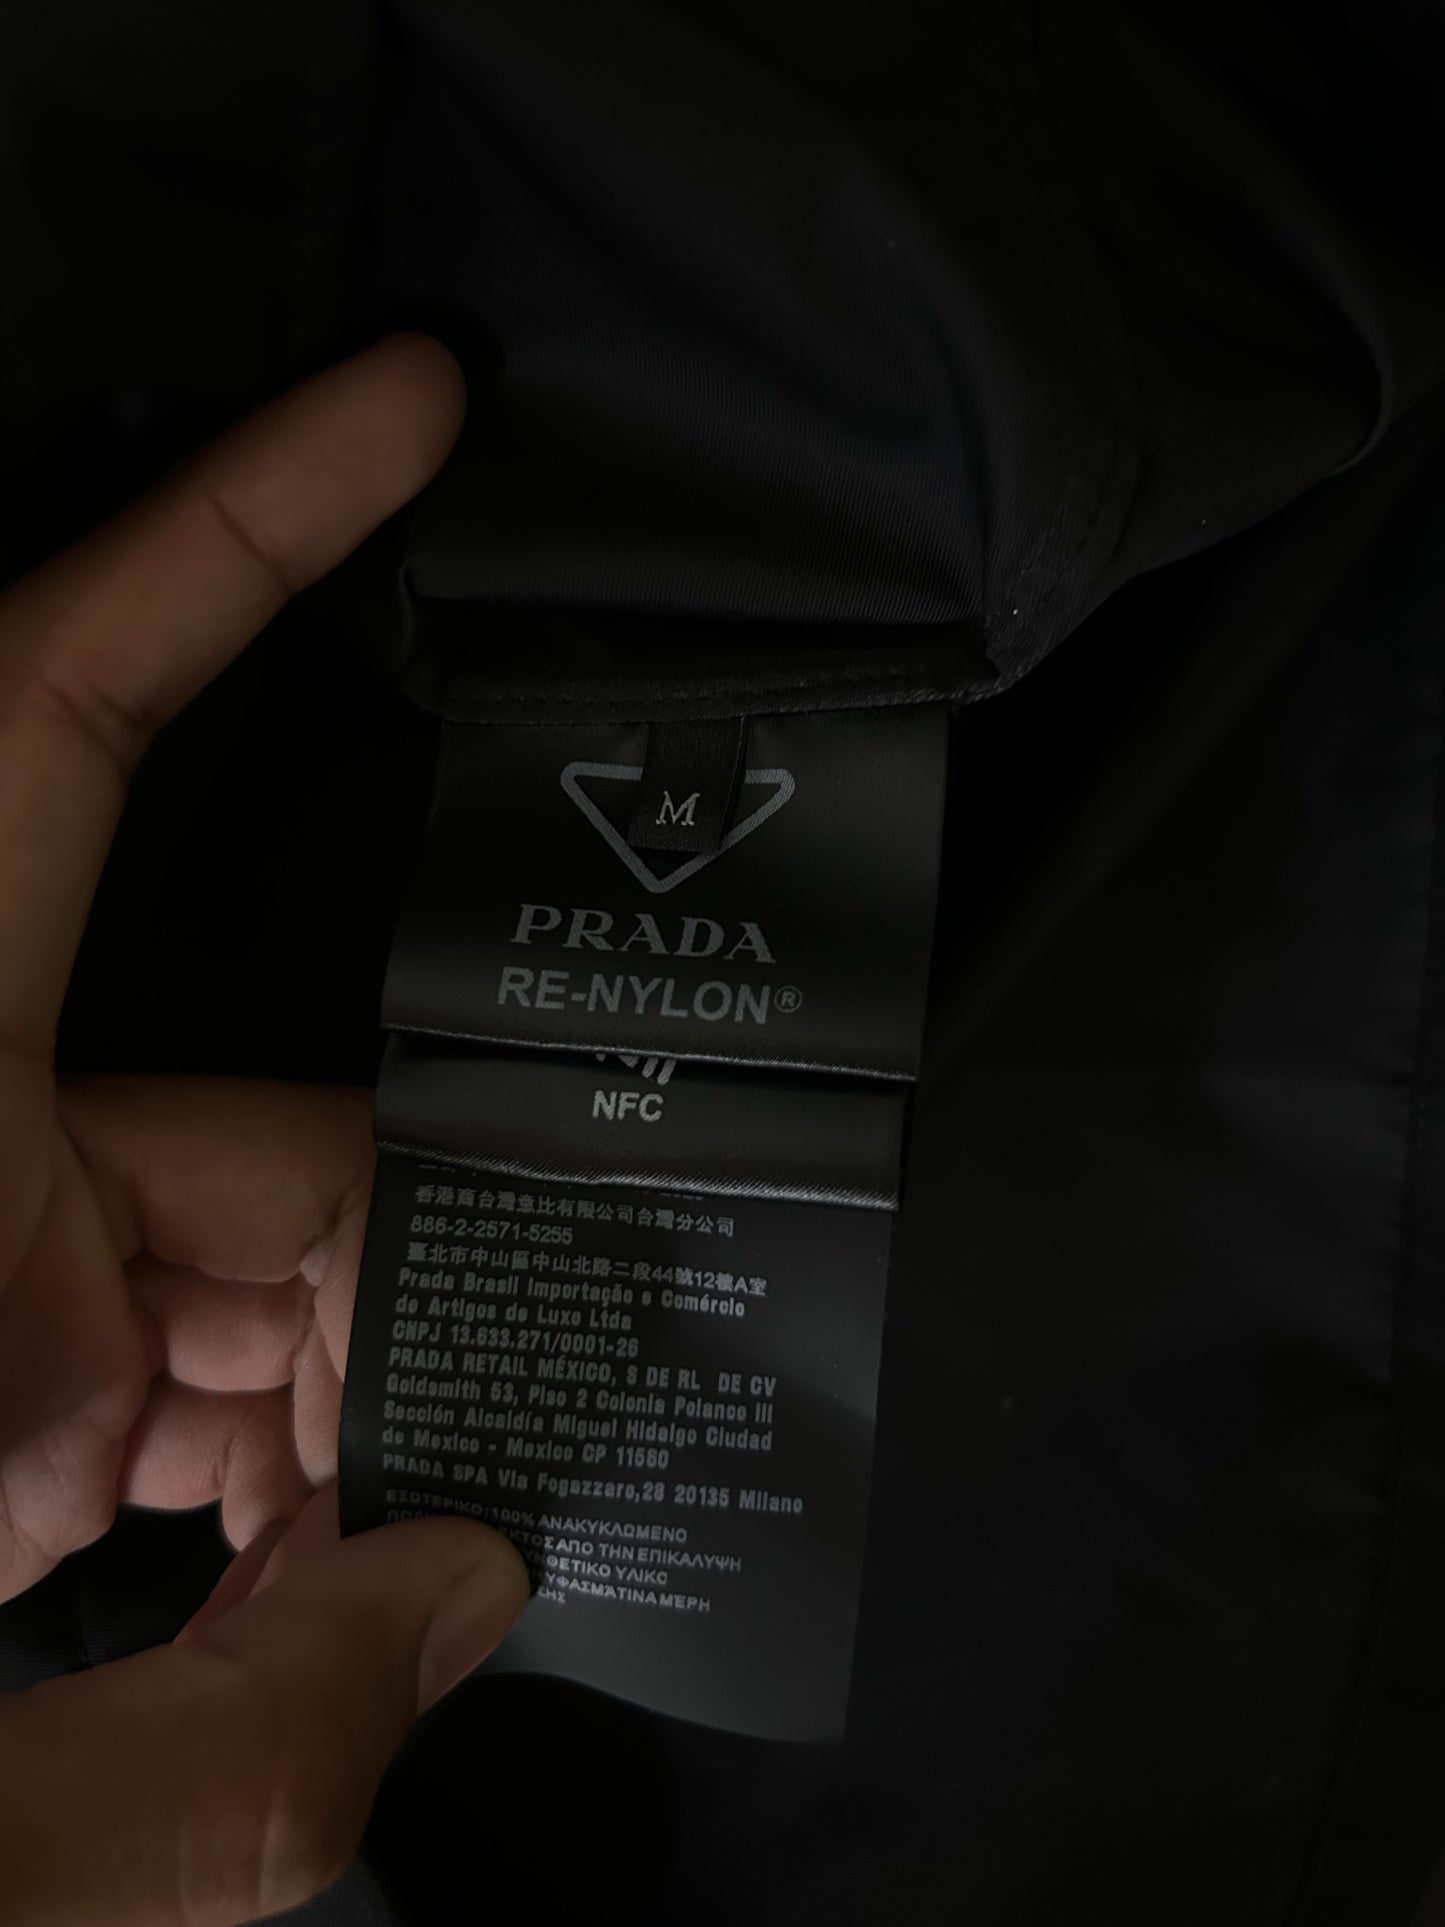 M
PRADA
RE-NYLON®
NFC
香港商台灣意比有限公司台灣分公司
886-2-2571-5255
臺北市中山區中山北路二段44號12樓A室
Prada Brasil Importação e Comércio
de Artigos de Luxo Ltda
CNPJ 13.633.271/0001-26
PRADA RETAIL MÉXICO, S DE RL DE CV
Goldsmith 53, Piso 2 Colonia Polanco III
Sección Alcaldía Miguel Hidalgo Ciudad
de Mexico - Mexico CP 11560
PRADA SPA Via Fogazzaro,28 20135 Milano
ΕΞΩΤΕΡΙΚΟ:100% ΑΝΑΚΥΚΛΩΜΕΝΟ
ΑΠΟ ΤΗΝ ΕΠΙΚΑΛΥΨΗ
ΥΛΙΚΟ
ΥΦΑΣΜΑΤΙΝΑ ΜΕΡΗ